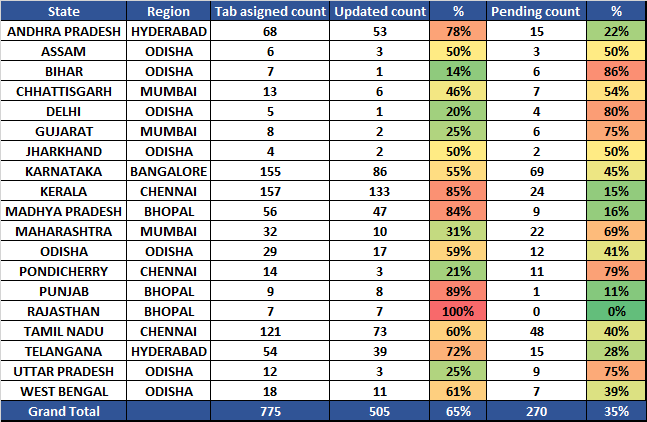 State Region Tab asigned count Updated count % Pending count %
ANDHRA PRADESH HYDERABAD 68 53 78% 15 22%
ASSAM ODISHA 6 3 50% 3 50%
BIHAR ODISHA 7 1 14% 6 86%
CHHATTISGARH MUMBAI 13 6 46% 7 54%
DELHI ODISHA 5 1 20% 4 80%
GUJARAT MUMBAI 8 2 25% 6 75%
JHARKHAND ODISHA 4 2 50% 2 50%
KARNATAKA BANGALORE 155 86 55% 69 45%
KERALA CHENNAI 157 133 85% 24 15%
MADHYA PRADESH BHOPAL 56 47 84% 9 16%
MAHARASHTRA MUMBAI 32 10 31% 22 69%
ODISHA ODISHA 29 17 59% 12 41%
PONDICHERRY CHENNAI 14 3 21% 11 79%
PUNJAB BHOPAL 9 8 89% 1 11%
RAJASTHAN BHOPAL 7 7 100% 0 0%
TAMIL NADU CHENNAI 121 73 60% 48 40%
TELANGANA HYDERABAD 54 39 72% 15 28%
UTTAR PRADESH ODISHA 12 3 25% 9 75%
WEST BENGAL ODISHA 18 11 61% 7 39%
Grand Total 775 505 65% 270 35%